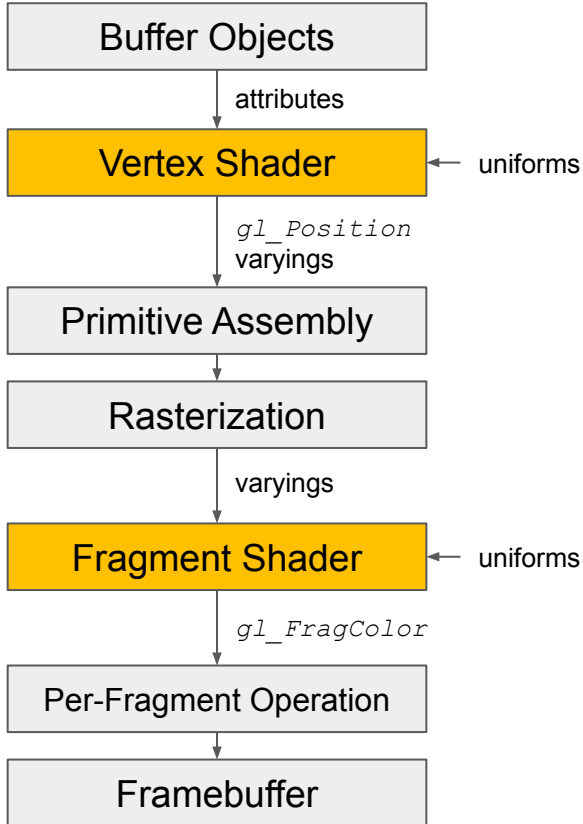 Buffer Objects
attributes
Vertex Shader
uniforms
gl_Position
varyings
Primitive Assembly
Rasterization
varyings
Fragment Shader
uniforms
gl_FragColor
Per-Fragment Operation
Framebuffer